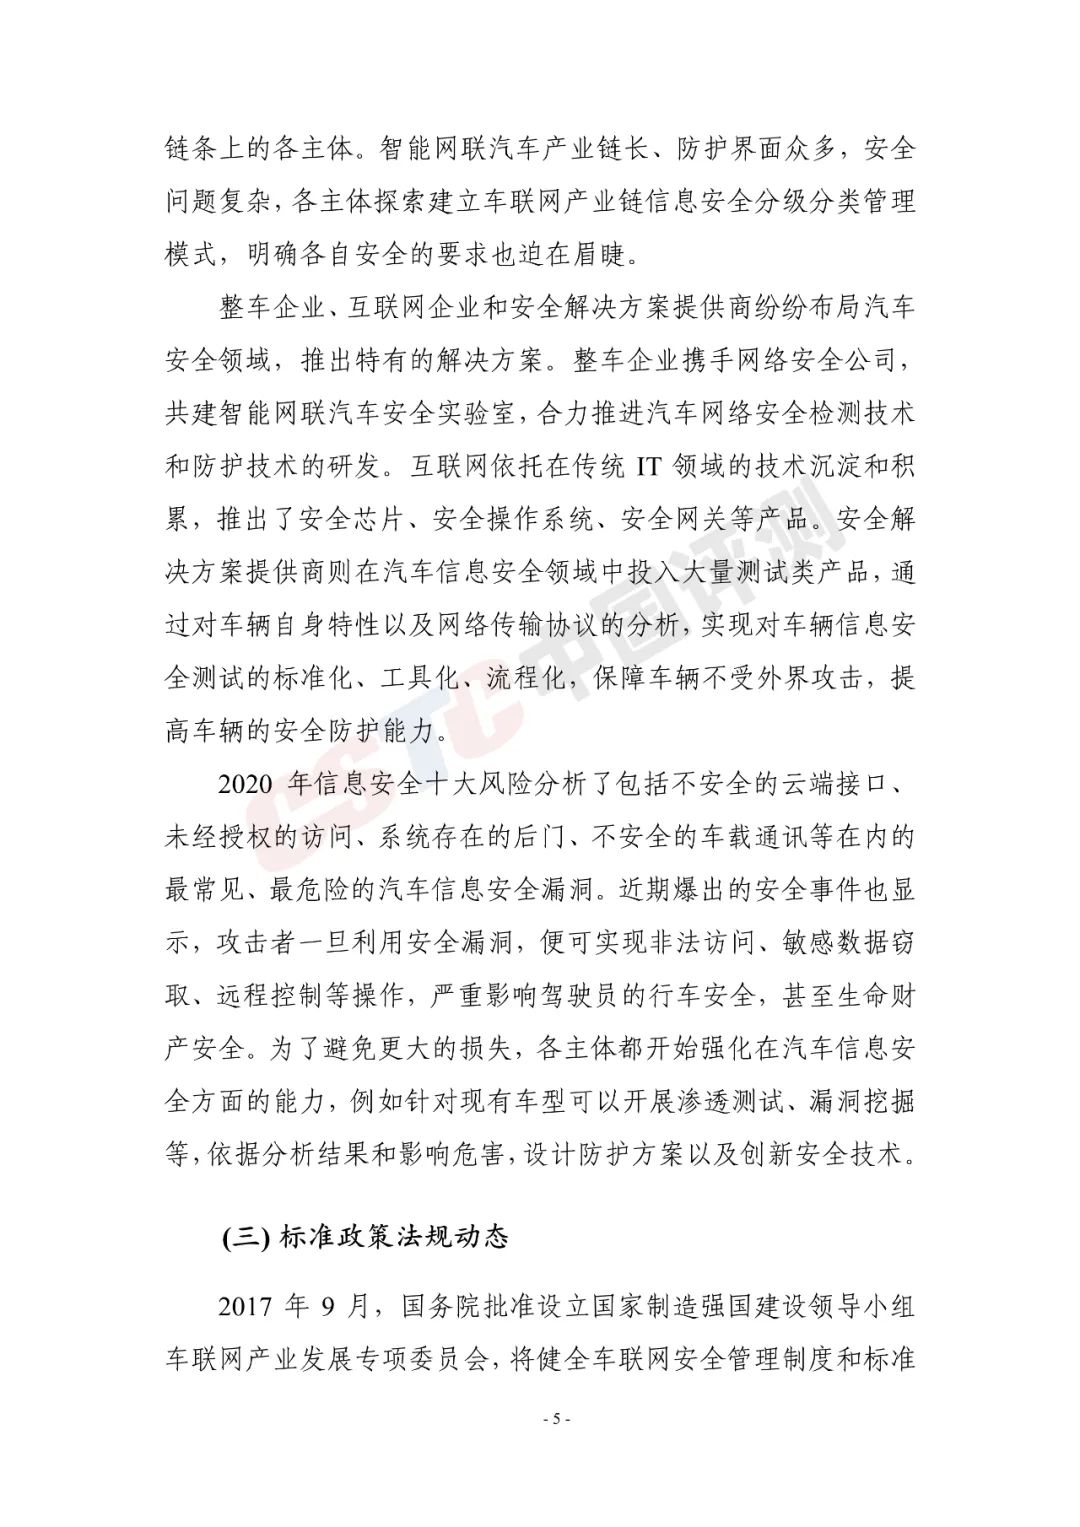 链条上的各主体。智能网联汽车产业链长、防护界面众多，安全
问题复杂，各主体探索建立车联网产业链信息安全分级分类管理
模式，明确各自安全的要求也迫在眉睫。
整车企业、互联网企业和安全解决方案提供商纷纷布局汽车
安全领域，推出特有的解决方案。整车企业携手网络安全公司，
共建智能网联汽车安全实验室，合力推进汽车网络安全检测技术
和防护技术的研发。互联网依托在传统 IT 领域的技术沉淀和积
累，推出了安全芯片、安全操作系统、安全网关等产品。安全解
决方案提供商则在汽车信息安全领域中投入大量测试类产品，通
过对车辆自身特性以及网络传输协议的分析，实现对车辆信息安
全测试的标准化、工具化、流程化，保障车辆不受外界攻击，提
高车辆的安全防护能力。
2020 年信息安全十大风险分析了包括不安全的云端接口、
未经授权的访问、系统存在的后门、不安全的车载通讯等在内的
最常见、最危险的汽车信息安全漏洞。近期爆出的安全事件也显
示，攻击者一旦利用安全漏洞，便可实现非法访问、敏感数据窃
取、远程控制等操作，严重影响驾驶员的行车安全，甚至生命财
产安全。为了避免更大的损失，各主体都开始强化在汽车信息安
全方面的能力，例如针对现有车型可以开展渗透测试、漏洞挖掘
等，依据分析结果和影响危害，设计防护方案以及创新安全技术。
(三) 标准政策法规动态
2017 年 9 月，国务院批准设立国家制造强国建设领导小组
车联网产业发展专项委员会，将健全车联网安全管理制度和标准
- 5 -
CSTC中国评测